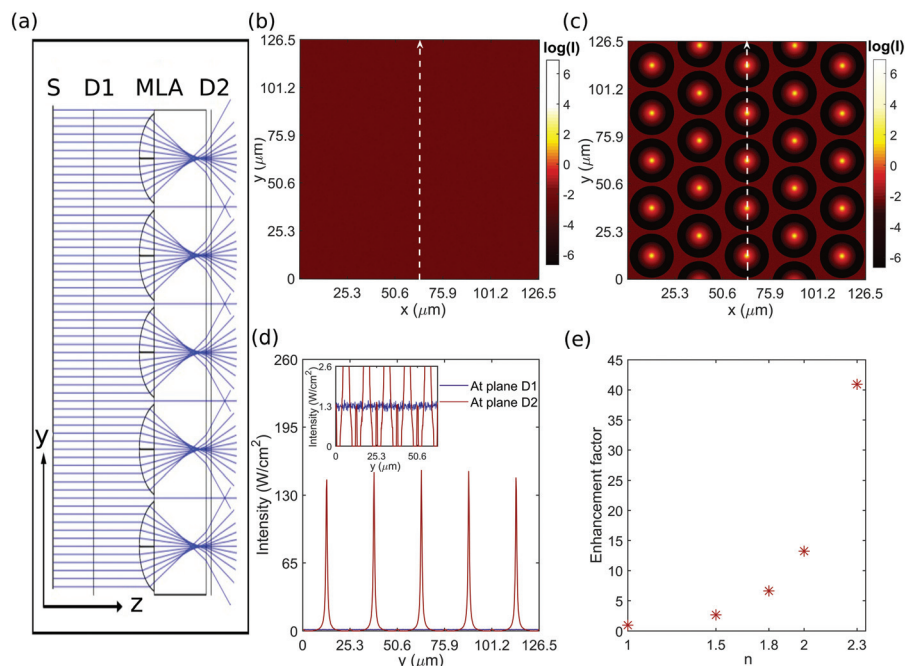 (a)
S D1 MLA D2
y
z
(b)
log(I)
126.5
101.2
75.9
50.6
25.3
0
y (μm)
25.3 50.6 75.9 101.2 126.5
x (μm)
6
4
2
0
-2
-4
-6
(c)
log(I)
126.5
101.2
75.9
50.6
25.3
0
y (μm)
25.3 50.6 75.9 101.2 126.5
x (μm)
6
4
2
0
-2
-4
-6
(d)
260
195
130
65
0
Intensity (W/cm²)
0 25.3 50.6 75.9 101.2 126.5
y (μm)
2.6
1.3
0
Intensity (W/cm²)
0 25.3 50.6
y (μm)
At plane D1
At plane D2
(e)
45
40
35
30
25
20
15
10
5
0
Enhancement factor
1 1.5 1.8 2 2.3
n